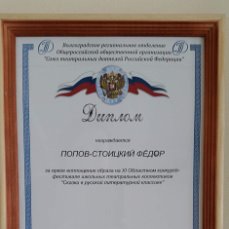 Волгоградское региональное отделение
Общероссийской общественной организации
"Союз театральных деятелей Российской Федерации"
Диплом
награждается
ПОПОВ-СТОИЦКИЙ ФЁДОР
за яркое воплощение образа на XI Областном конкурсе-
фестивале школьных театральных коллективов
"Сказка в русской литературной классике"